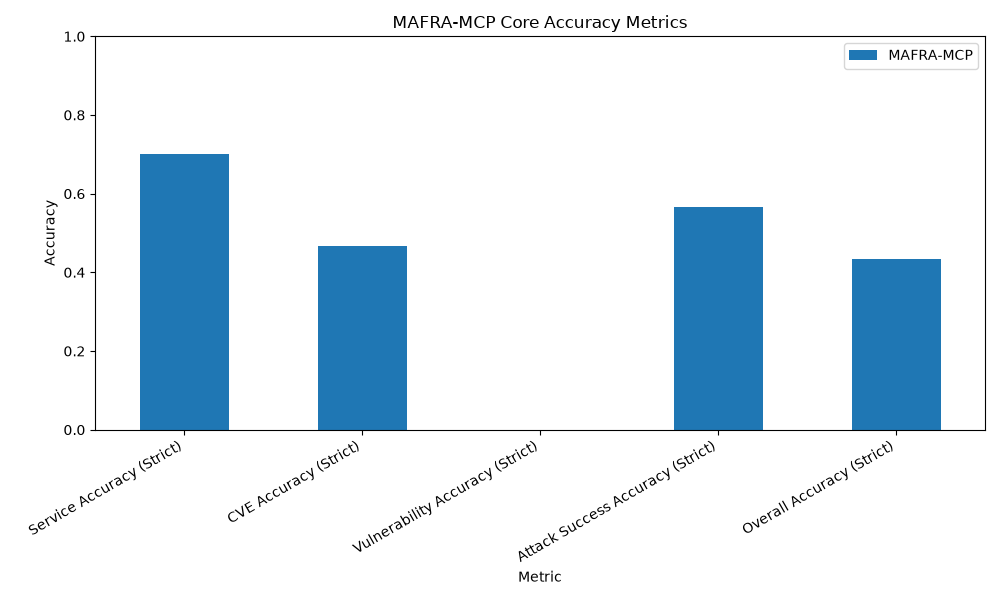 MAFRA-MCP Core Accuracy Metrics
MAFRA-MCP
1.0
0.8
0.6
0.4
0.2
0.0
Accuracy
Service Accuracy (Strict)
CVE Accuracy (Strict)
Vulnerability Accuracy (Strict)
Attack Success Accuracy (Strict)
Overall Accuracy (Strict)
Metric